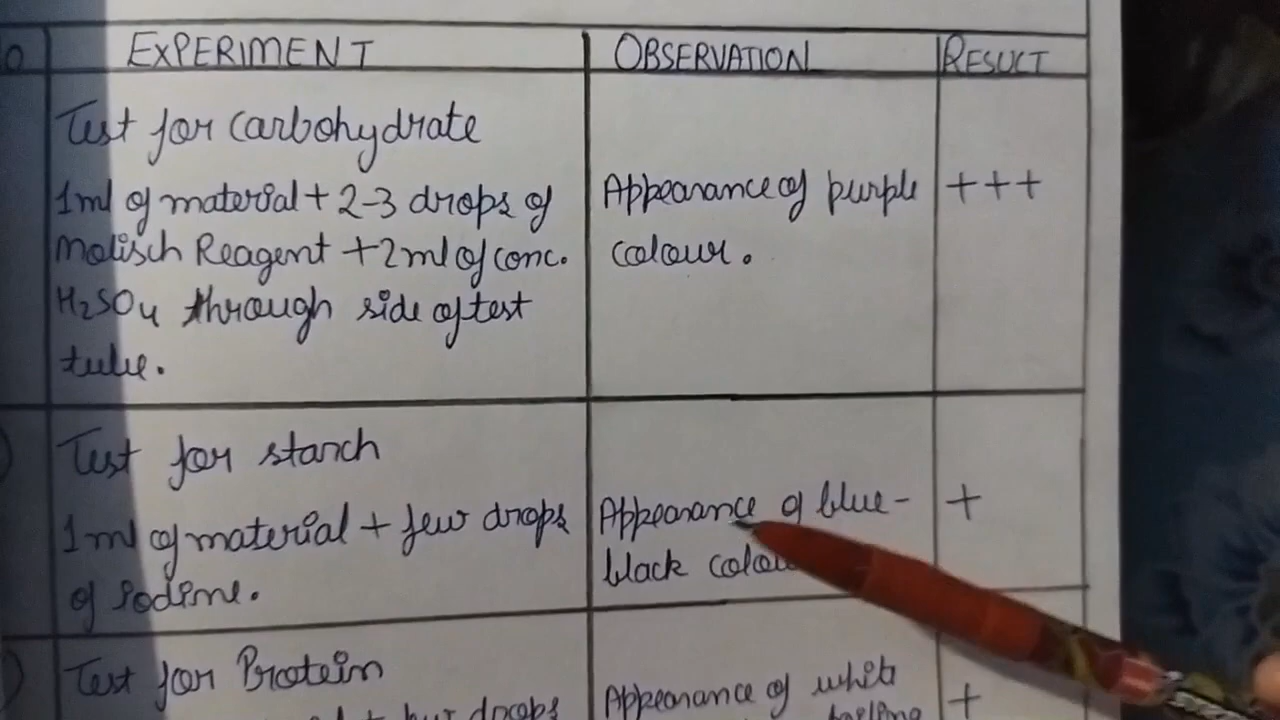 EXPERIMENT OBSERVATION RESULT
Test for Carbohydrate
1ml of material + 2-3 drops of Appearance of purple +++
Molisch Reagent + 2ml of conc. colour.
H₂SO₄ through side of test
tube.
Test for starch
1ml of material + few drops Appearance of blue- +
of Iodine. black
Test for Protein
drops Appearance of white +